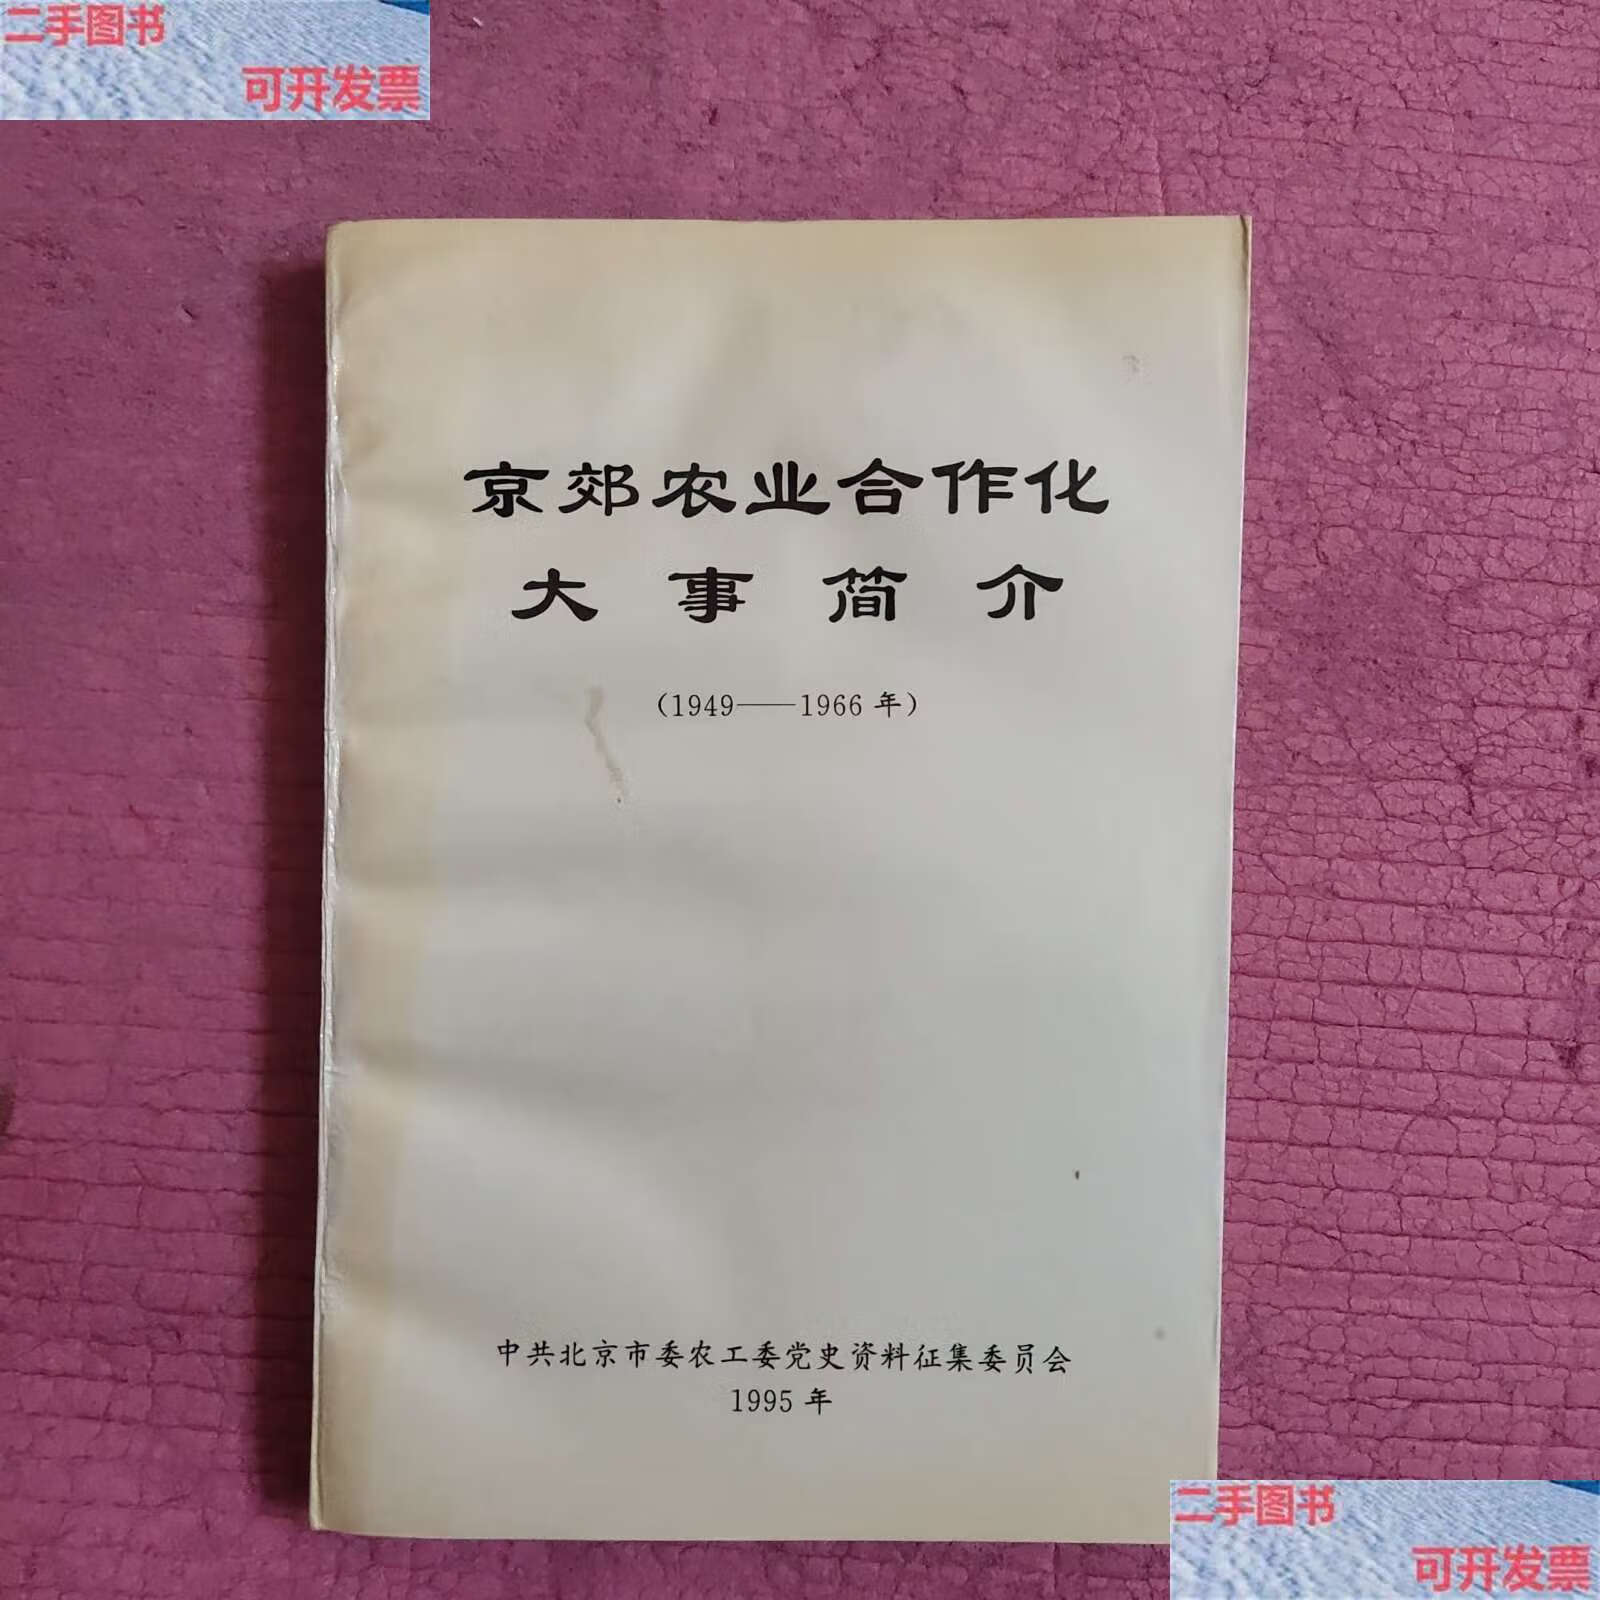 二手图书
可开发票
京郊农业合作化
大事简介
（1949——1966年）
中共北京市委农工委党史资料征集委员会
1995年
二手图书
可开发票